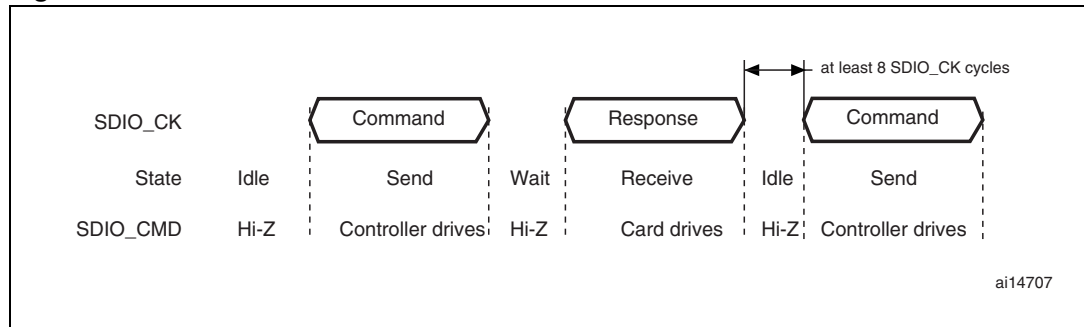 at least 8 SDIO_CK cycles
SDIO_CK Command Response Command
State Idle Send Wait Receive Idle Send
SDIO_CMD Hi-Z Controller drives Hi-Z Card drives Hi-Z Controller drives
ai14707